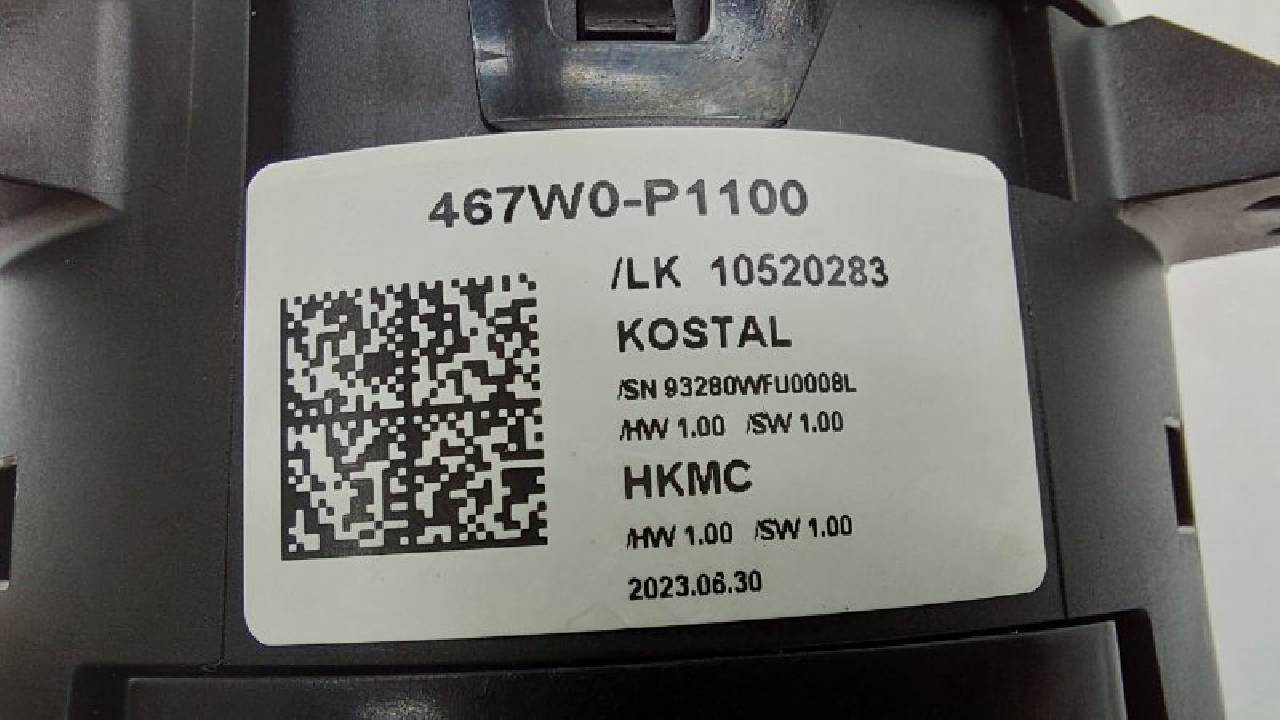 467W0-P1100
/LK 10520283
KOSTAL
/SN 93280WFU0008L
/HW 1.00 /SW 1.00
HKMC
/HW 1.00 /SW 1.00
2023.06.30